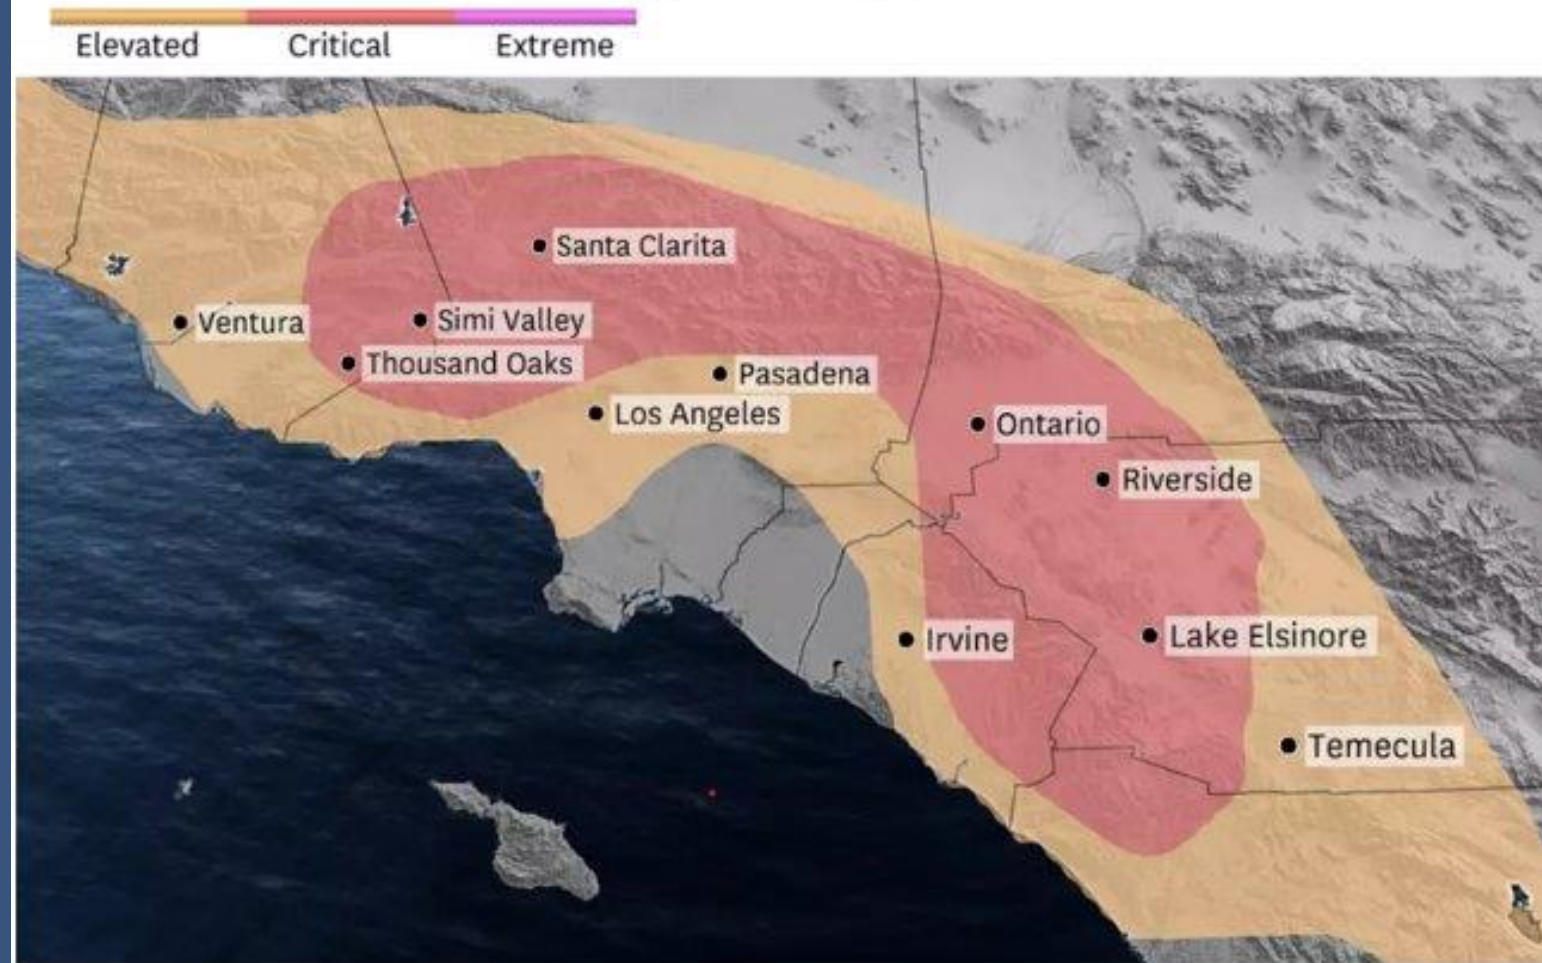 Elevated
Critical
Extreme
Santa Clarita
Ventura
Simi Valley
Thousand Oaks
Pasadena
Los Angeles
Ontario
Riverside
Irvine
Lake Elsinore
Temecula